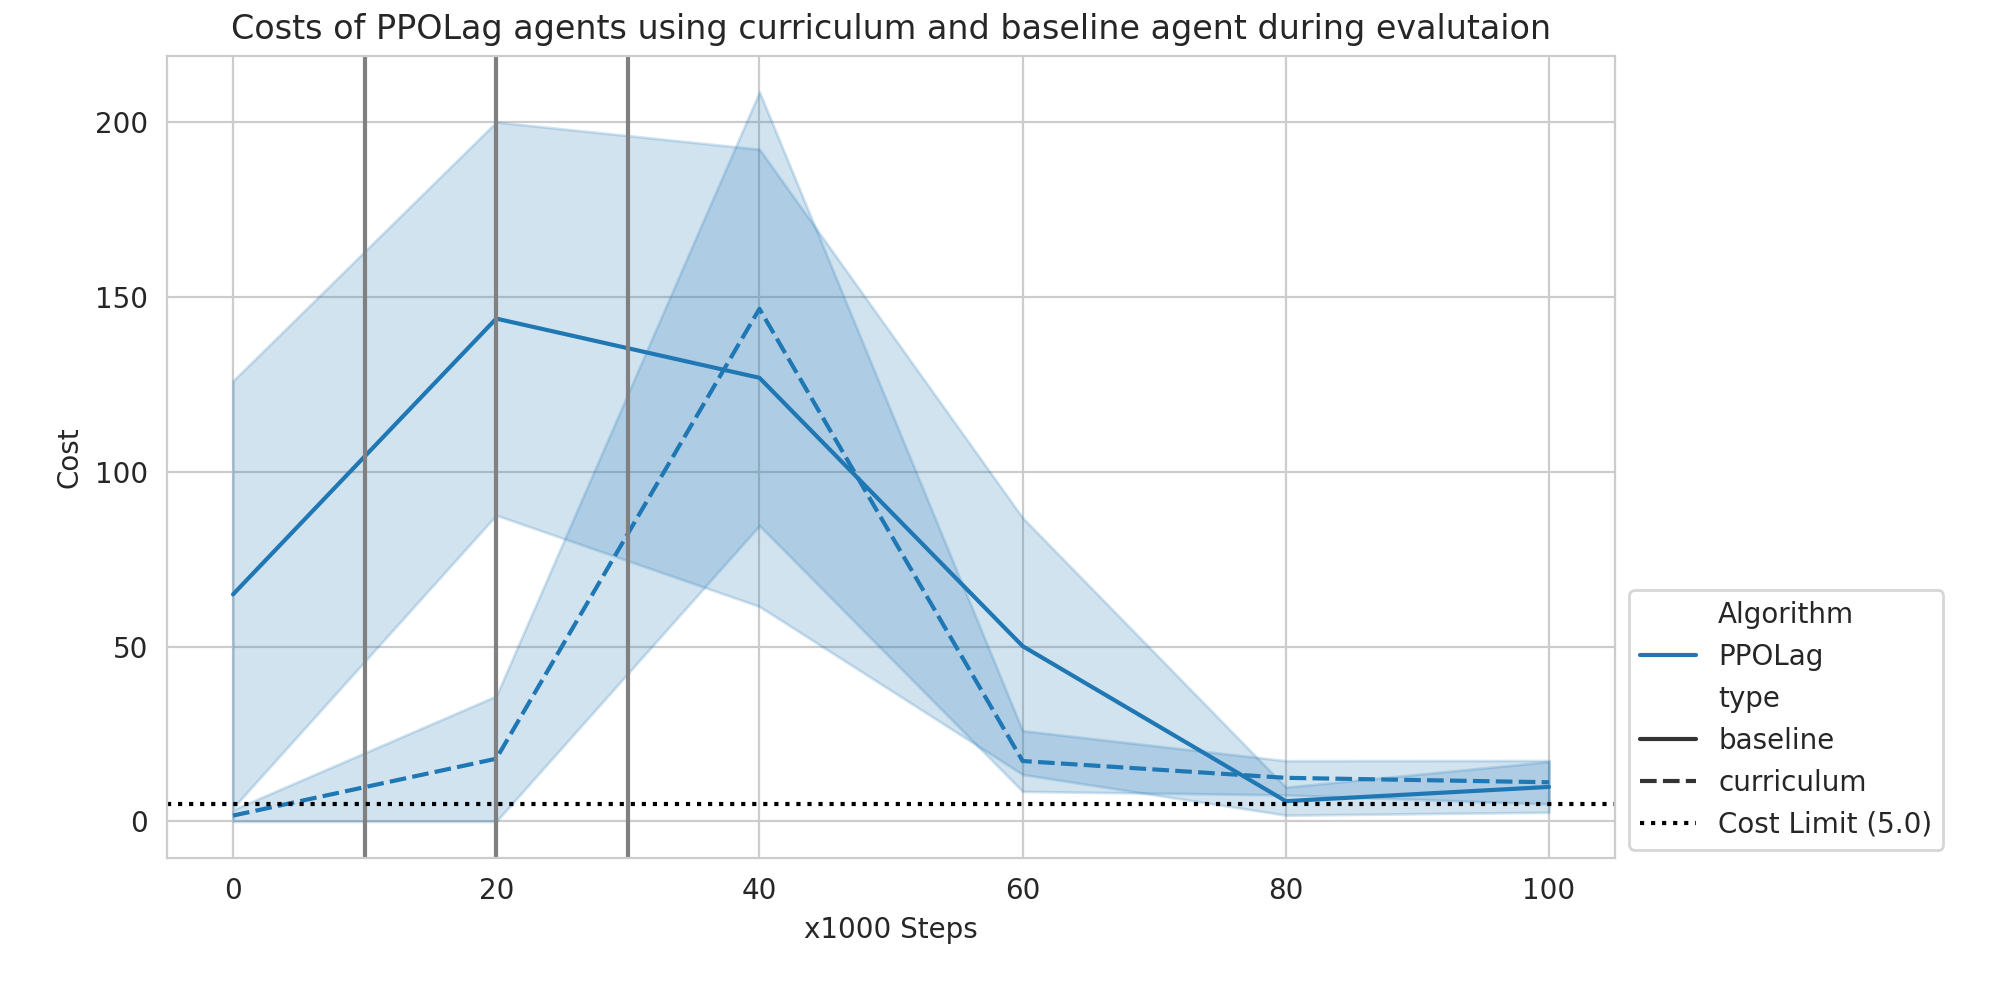 Costs of PPOLag agents using curriculum and baseline agent during evalutaion
200
150
100
50
0
Cost
0 20 40 60 80 100
x1000 Steps
Algorithm
PPOLag
type
baseline
curriculum
Cost Limit (5.0)